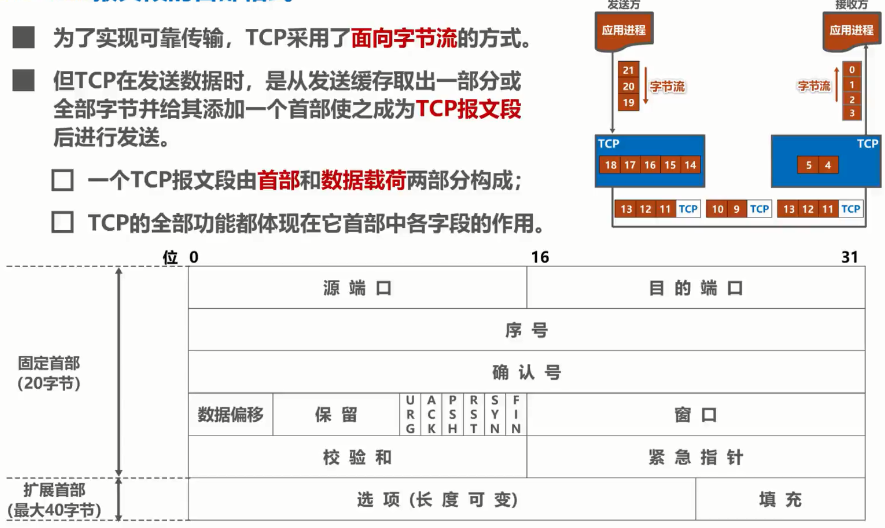 发送方
接收方
为了实现可靠传输，TCP采用了面向字节流的方式。
应用进程
应用进程
但TCP在发送数据时，是从发送缓存取出一部分或
全部字节并给其添加一个首部使之成为TCP报文段
后进行发送。
21
20
19
字节流
字节流
0
1
2
3
TCP
18 17 16 15 14
TCP
5 4
一个TCP报文段由首部和数据载荷两部分构成；
TCP的全部功能都体现在它首部中各字段的作用。
13 12 11 TCP
10 9 TCP
13 12 11 TCP
位 0 16 31
源 端 口
目 的 端 口
序 号
固定首部
(20字节)
确 认 号
数据偏移
保 留
URG
ACK
PSH
RST
SYN
FIN
窗 口
校 验 和
紧 急 指 针
扩展首部
(最大40字节)
选 项 (长 度 可 变)
填 充